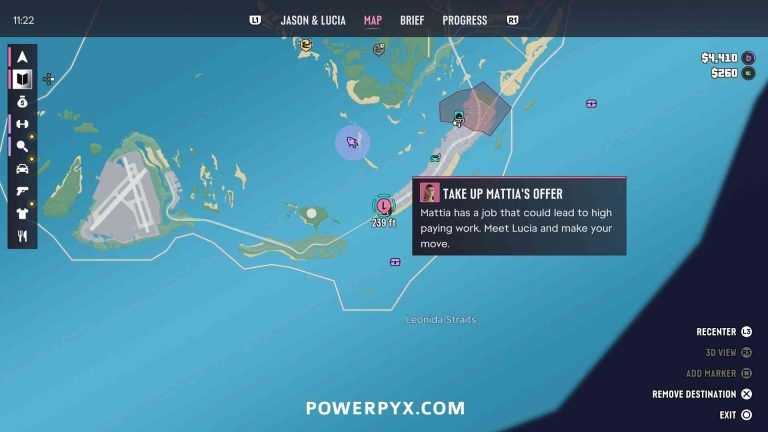 11:22
L1 JASON & LUCIA MAP BRIEF PROGRESS R1
$4,410
$260
TAKE UP MATTIA'S OFFER
Mattia has a job that could lead to high
paying work. Meet Lucia and make your
move.
L
239 ft
Leonida Straits
RECENTER L3
3D VIEW R3
ADD MARKER
REMOVE DESTINATION
EXIT
POWERPYX.COM